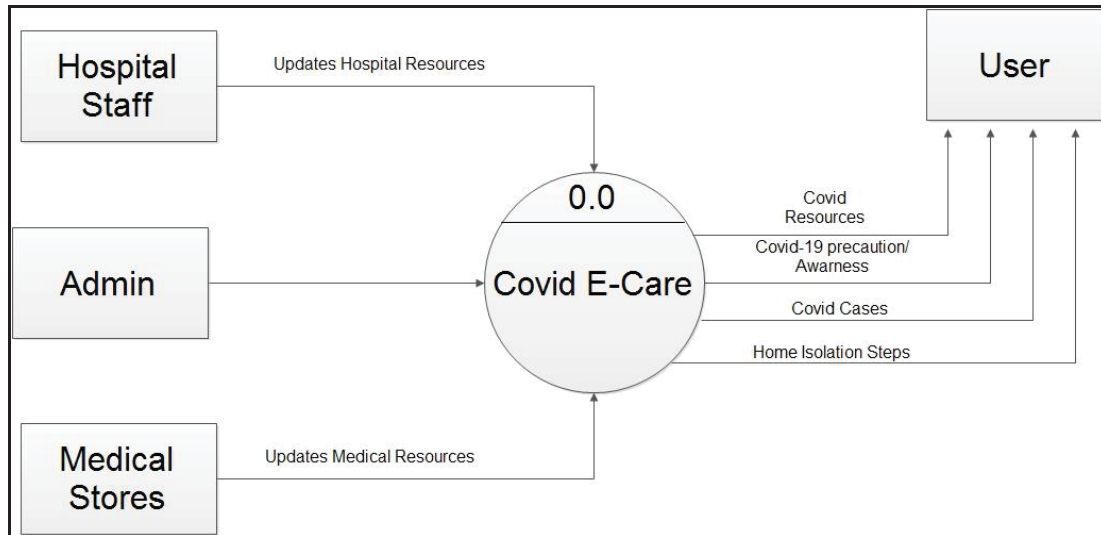 Hospital
Staff
Updates Hospital Resources
User
0.0
Covid E-Care
Covid
Resources
Covid-19 precaution/
Awarness
Covid Cases
Home Isolation Steps
Admin
Medical
Stores
Updates Medical Resources